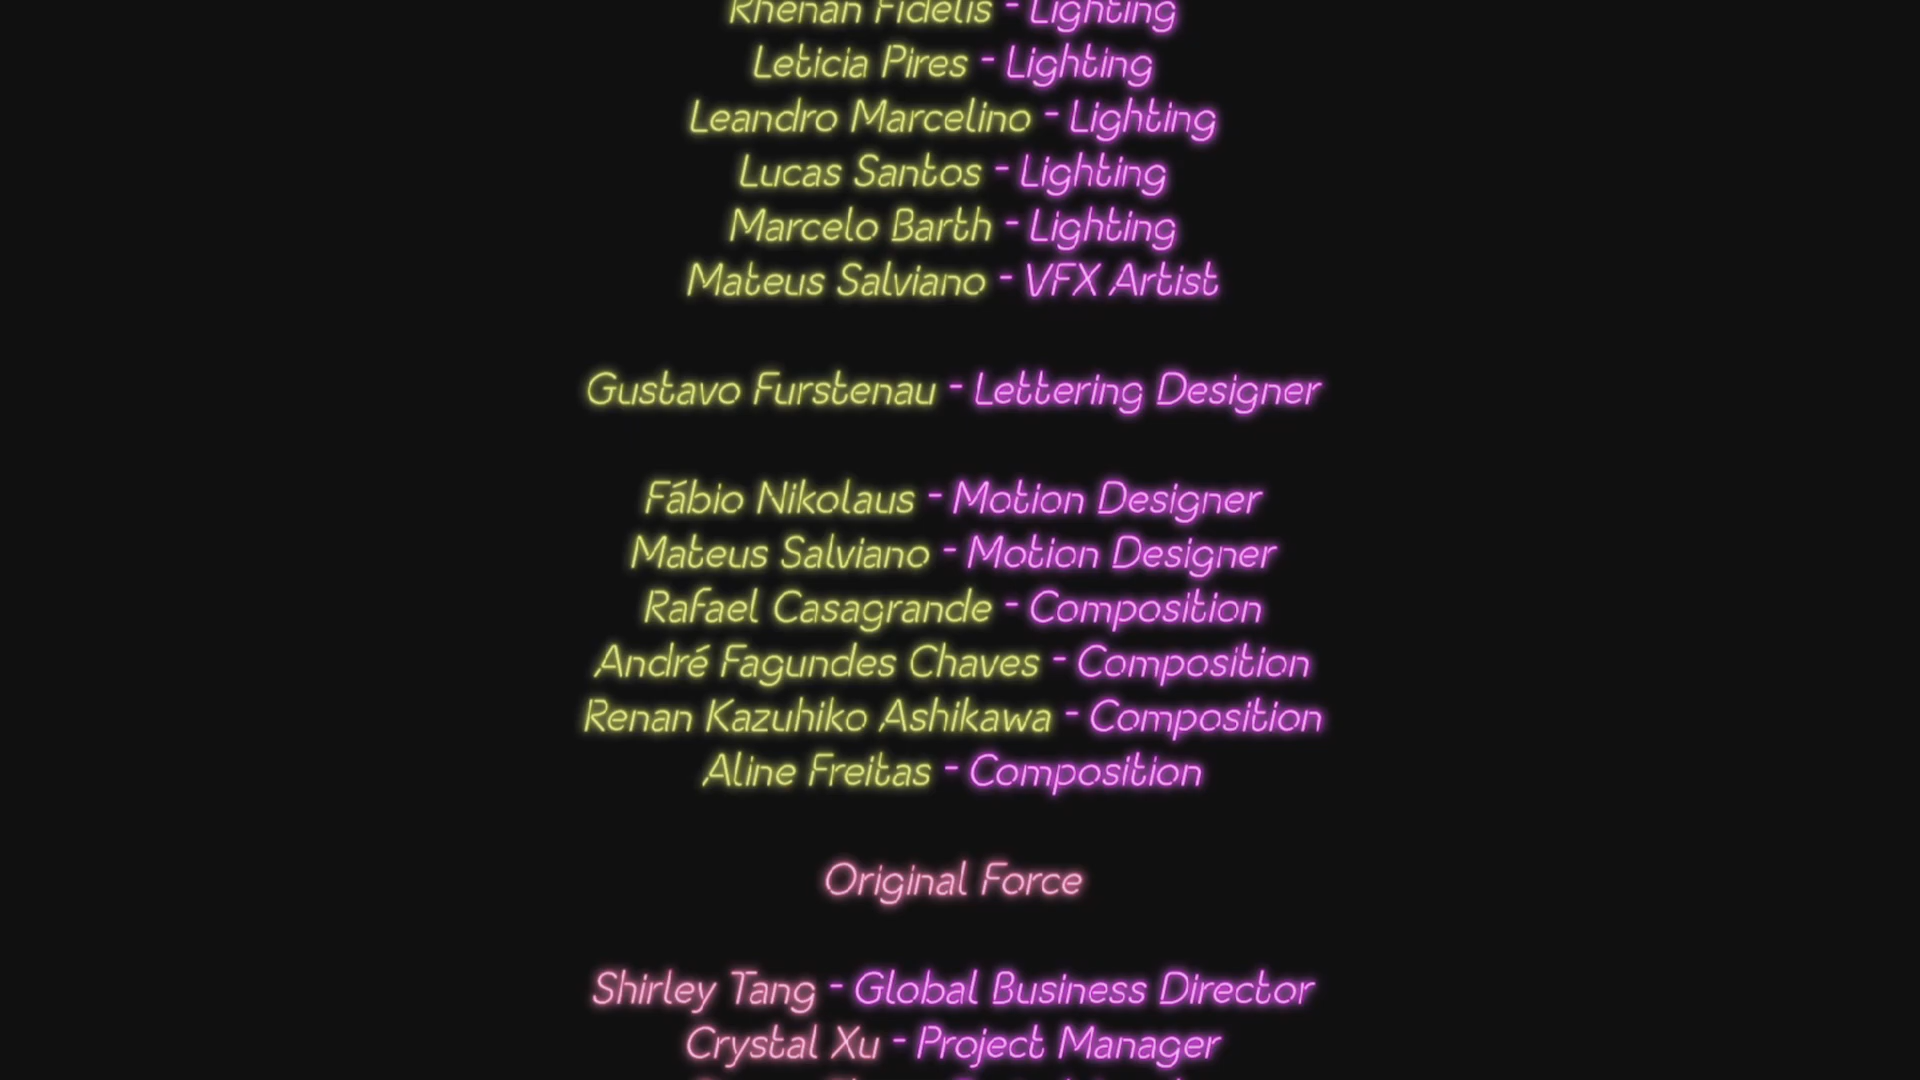 Rhenan Fidelis - Lighting
Leticia Pires - Lighting
Leandro Marcelino - Lighting
Lucas Santos - Lighting
Marcelo Barth - Lighting
Mateus Salviano - VFX Artist
Gustavo Furstenau - Lettering Designer
Fábio Nikolaus - Motion Designer
Mateus Salviano - Motion Designer
Rafael Casagrande - Composition
André Fagundes Chaves - Composition
Renan Kazuhiko Ashikawa - Composition
Aline Freitas - Composition
Original Force
Shirley Tang - Global Business Director
Crystal Xu - Project Manager